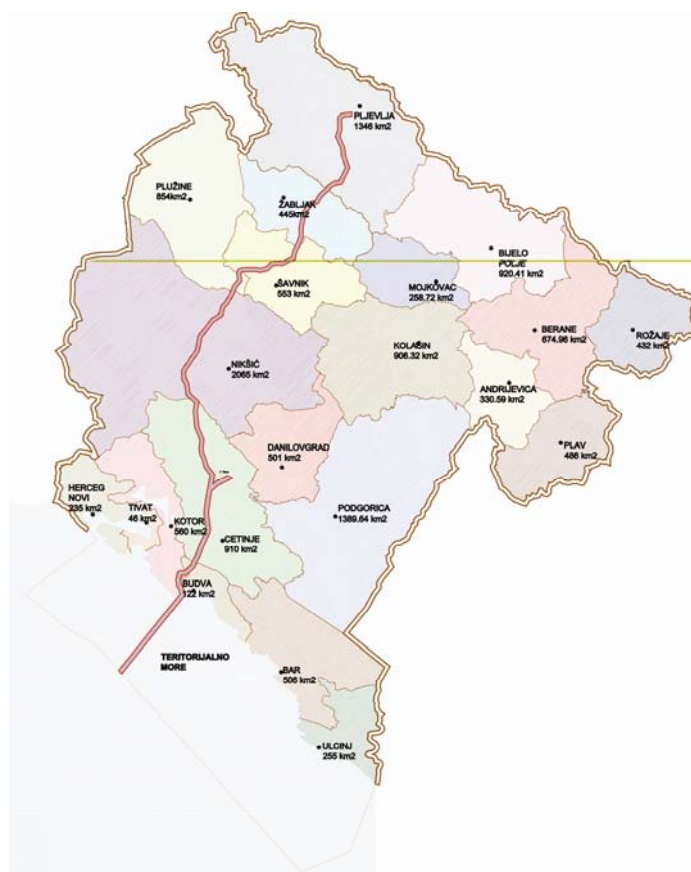 PLJEVLJA
1346 km2
PLUŽINE
854km2
ŽABLJAK
445km2
BIJELO
POLJE
920.41 km2
ŠAVNIK
553 km2
MOJKOVAC
258.72 km2
BERANE
674.96 km2
ROŽAJE
432 km2
KOLAŠIN
906.32 km2
NIKŠIĆ
2065 km2
ANDRIJEVICA
330.59 km2
DANILOVGRAD
501 km2
PLAV
486 km2
HERCEG
NOVI
235 km2
TIVAT
46 km2
KOTOR
560 km2
PODGORICA
1389.64 km2
CETINJE
910 km2
BUDVA
122 km2
TERITORIJALNO
MORE
BAR
506 km2
ULCINJ
255 km2